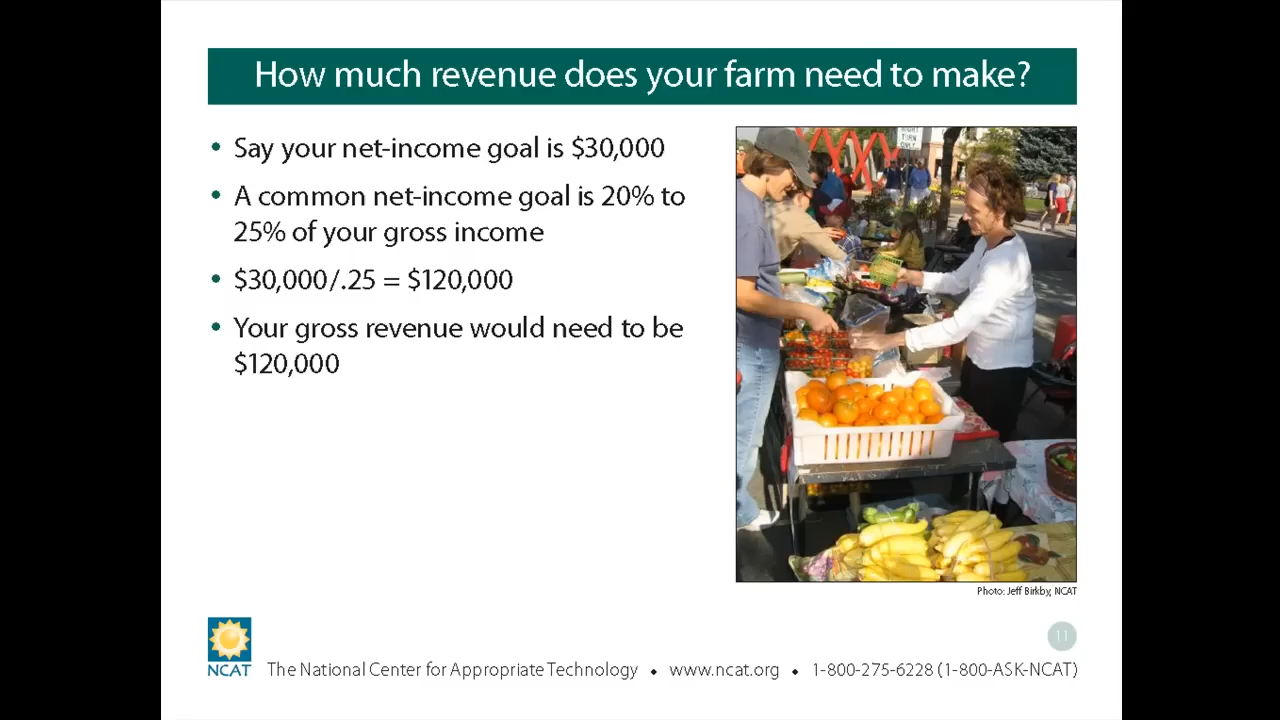 How much revenue does your farm need to make?
• Say your net-income goal is $30,000
• A common net-income goal is 20% to
25% of your gross income
• $30,000/.25 = $120,000
• Your gross revenue would need to be
$120,000
RIGHT
TURN
ONLY
Photo: Jeff Birkby, NCAT
11
NCAT
The National Center for Appropriate Technology • www.ncat.org • 1-800-275-6228 (1-800-ASK-NCAT)